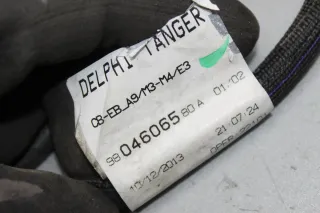 DELPHI TANGER
C8-EB_A9/M3-M4/E3
98 046065 80 A 01/02
10/12/2013 21:07:24